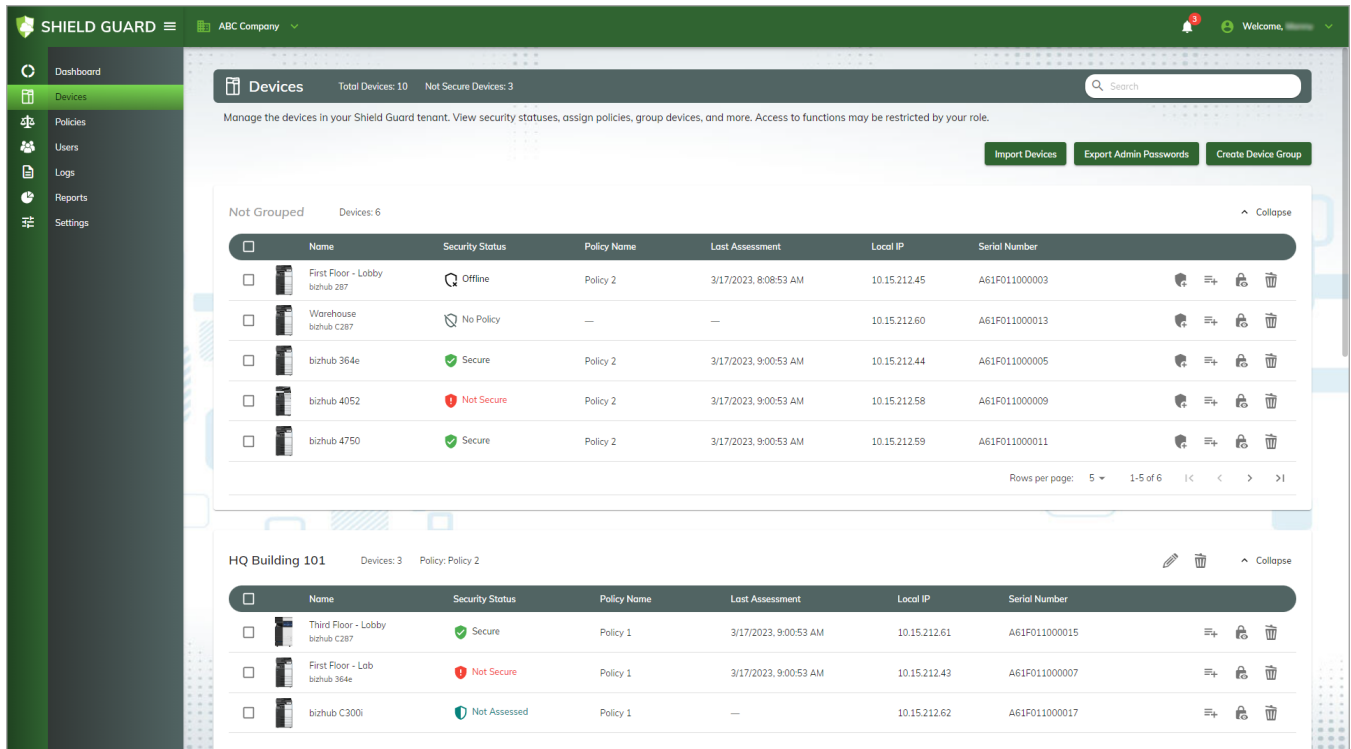 SHIELD GUARD ABC Company 3 Welcome,
Dashboard
Devices
Policies
Users
Logs
Reports
Settings
Devices Total Devices: 10 Not Secure Devices: 3 Search
Manage the devices in your Shield Guard tenant. View security statuses, assign policies, group devices, and more. Access to functions may be restricted by your role.
Import Devices Export Admin Passwords Create Device Group
Not Grouped Devices: 6 Collapse
Name Security Status Policy Name Last Assessment Local IP Serial Number
First Floor - Lobby
bizhub 287 Offline Policy 2 3/17/2023, 8:08:53 AM 10.15.212.45 A61F011000003
Warehouse
bizhub C287 No Policy — — 10.15.212.60 A61F011000013
bizhub 364e Secure Policy 2 3/17/2023, 9:00:53 AM 10.15.212.44 A61F011000005
bizhub 4052 Not Secure Policy 2 3/17/2023, 9:00:53 AM 10.15.212.58 A61F011000009
bizhub 4750 Secure Policy 2 3/17/2023, 9:00:53 AM 10.15.212.59 A61F011000011
Rows per page: 5 1-5 of 6
HQ Building 101 Devices: 3 Policy: Policy 2 Collapse
Name Security Status Policy Name Last Assessment Local IP Serial Number
Third Floor - Lobby
bizhub C287 Secure Policy 1 3/17/2023, 9:00:53 AM 10.15.212.61 A61F011000015
First Floor - Lab
bizhub 364e Not Secure Policy 1 3/17/2023, 9:00:53 AM 10.15.212.43 A61F011000007
bizhub C300i Not Assessed Policy 1 — 10.15.212.62 A61F011000017